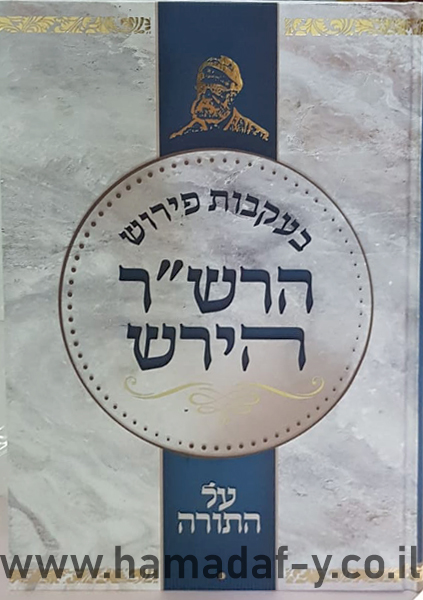 בעקבות פירוש
הרש״ר
הירש
על
התורה
www.hamadaf-y.co.il